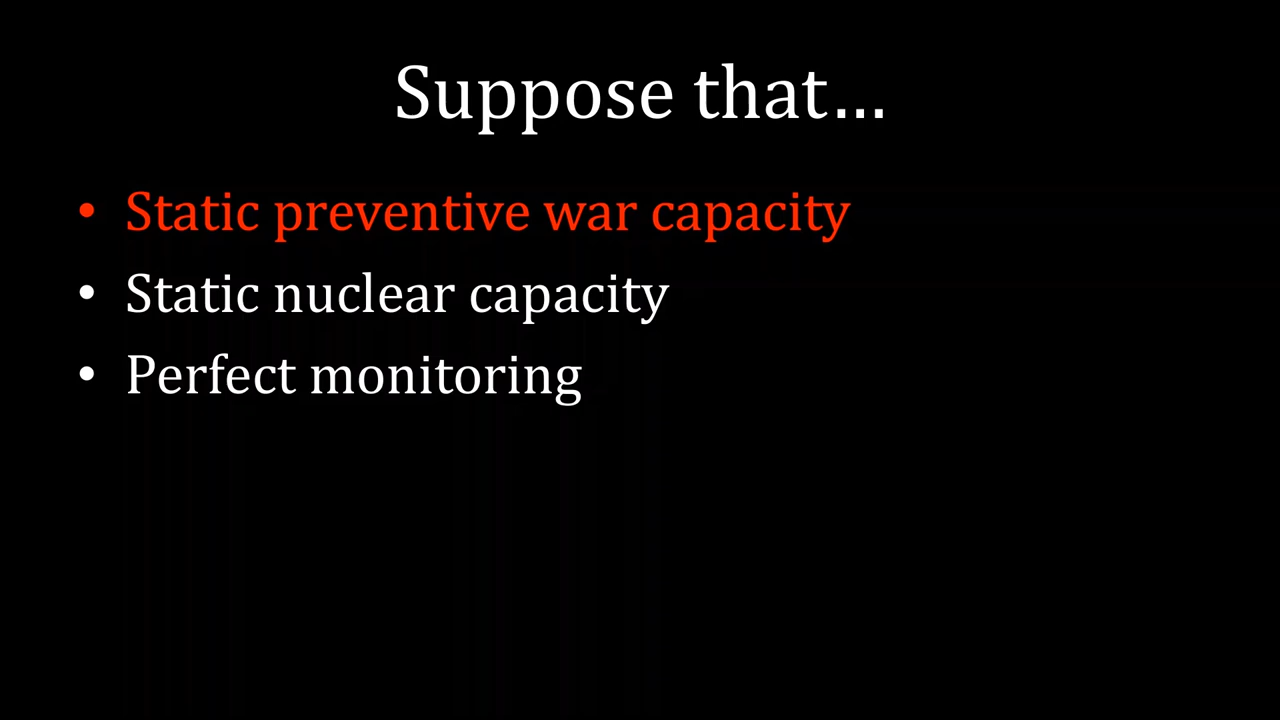 Suppose that...
• Static preventive war capacity
• Static nuclear capacity
• Perfect monitoring